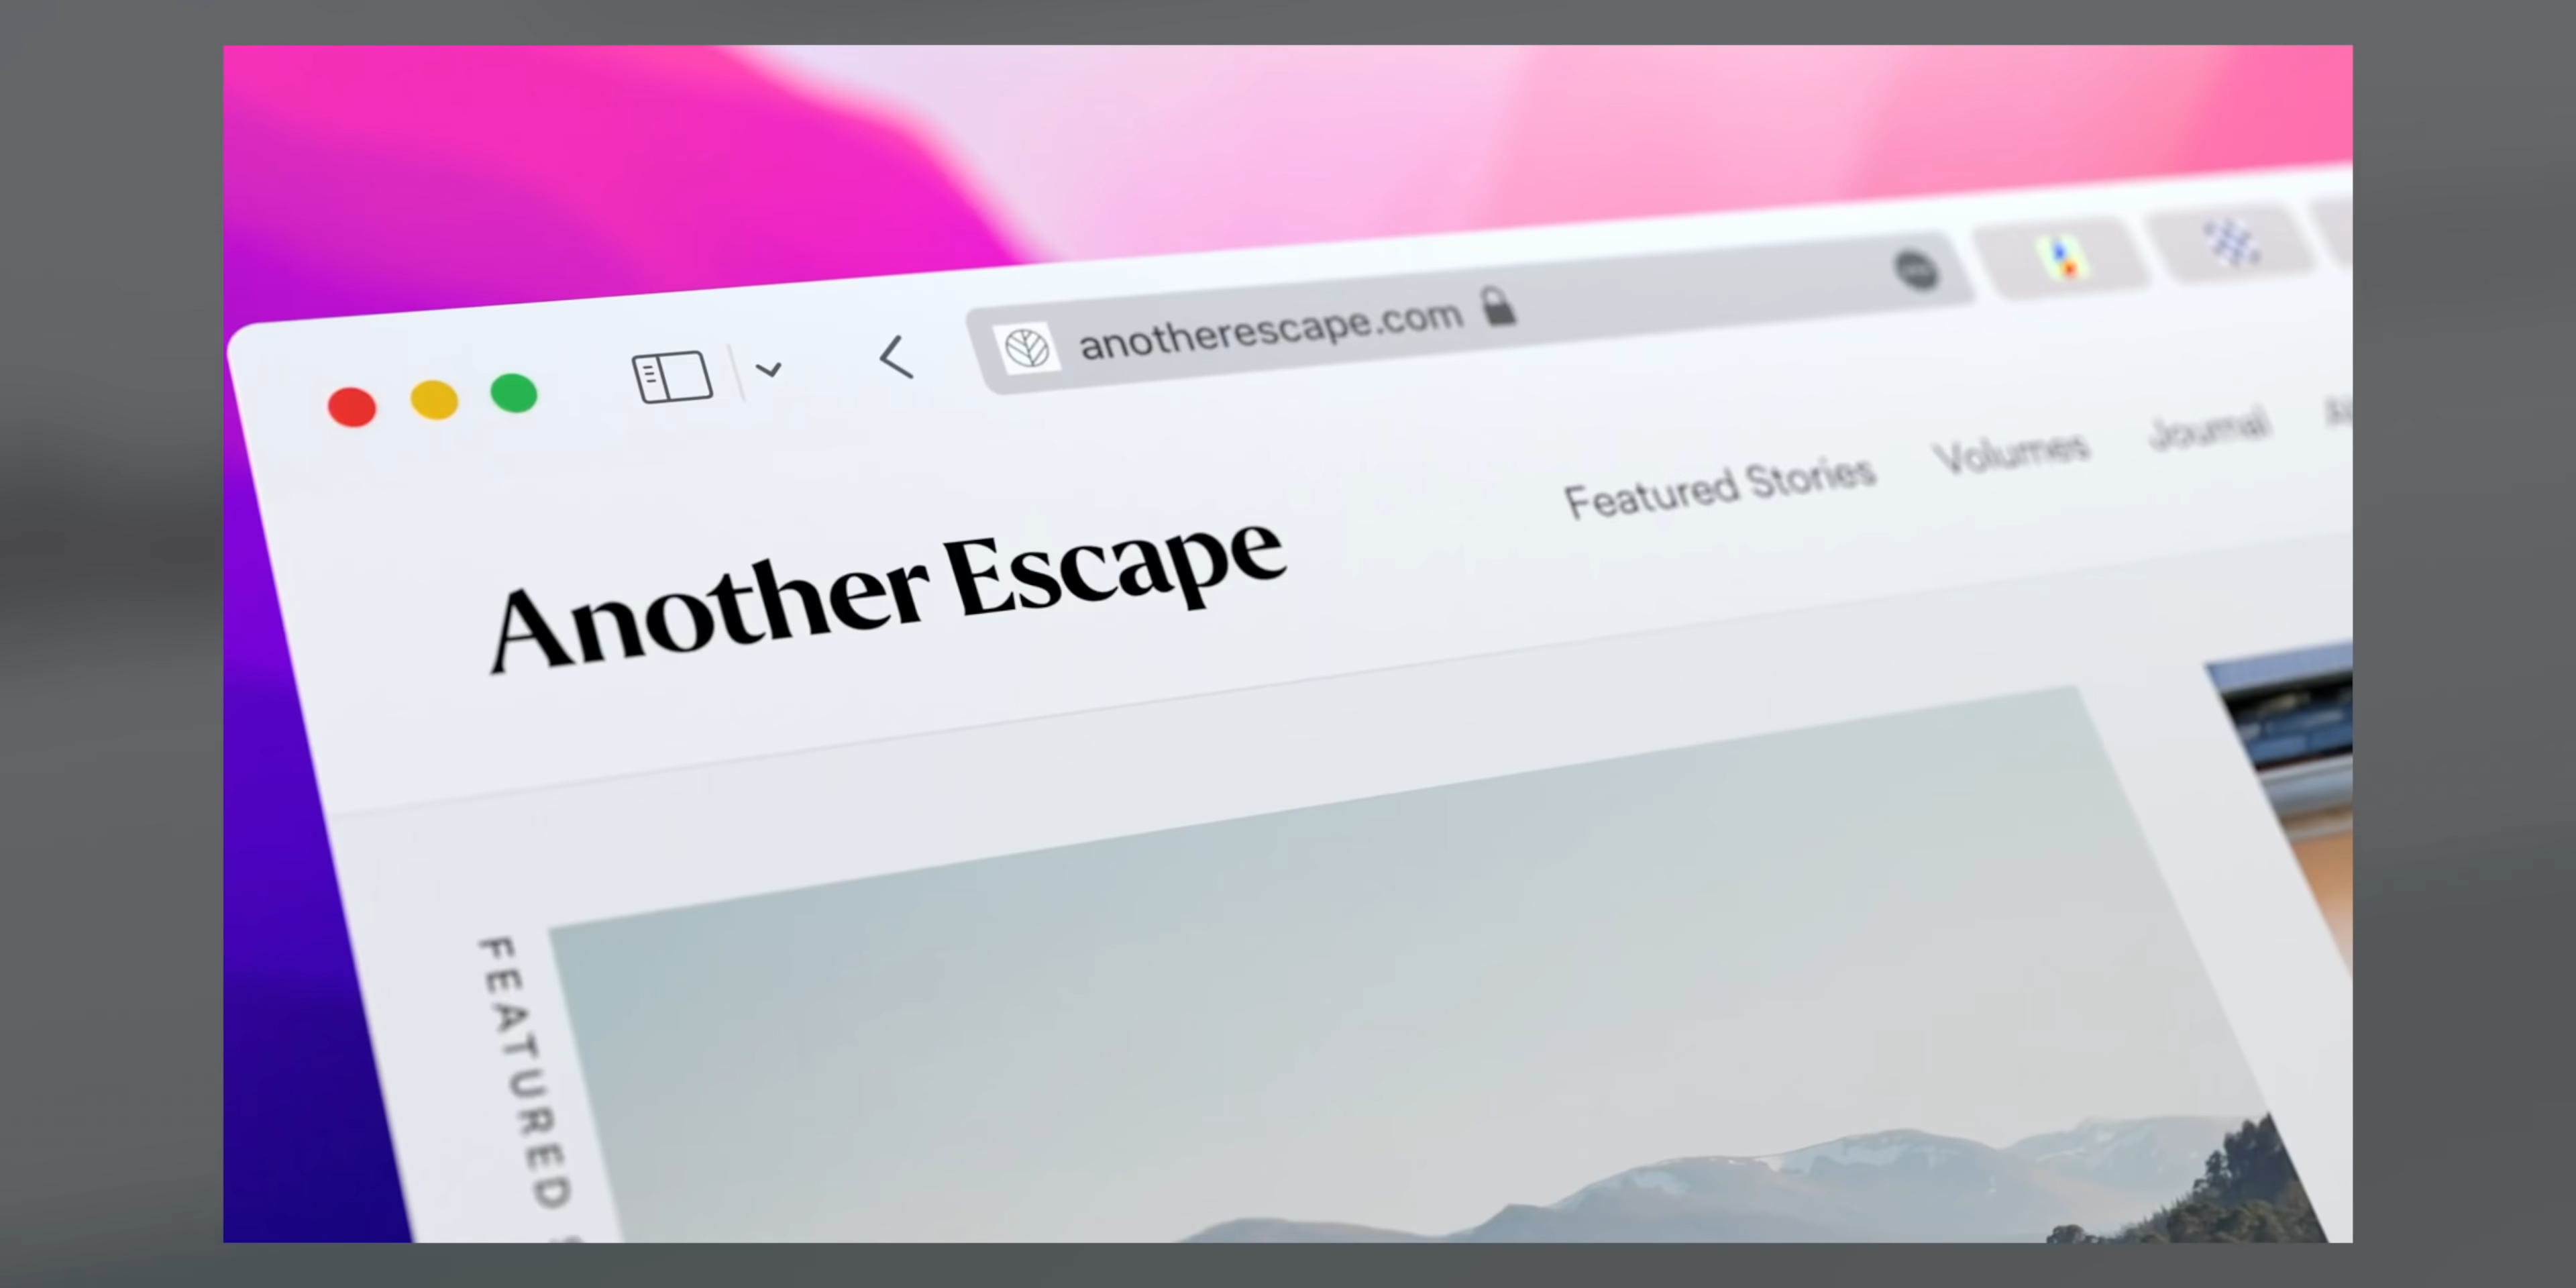 anotherescape.com
Another Escape
Featured Stories
Volumes
Journal
FEATURED